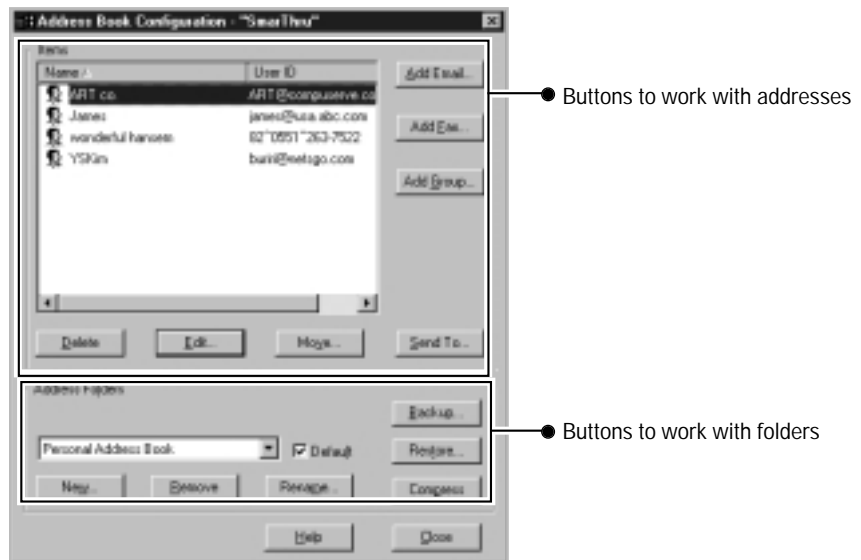 Address Book Configuration - "SmarThru"
Items
Name
User ID
Add Email...
ART co.
ART@compuserve.co
James
james@usa.abc.com
Add Fax...
wonderful hansem
82~0551~263-7522
YSKim
Add Group...
Delete
Edit...
Move...
Send To...
Address Folders
Backup...
Personal Address Book
Default
Restore...
New...
Remove
Rename...
Compress
Help
Close
Buttons to work with addresses
Buttons to work with folders